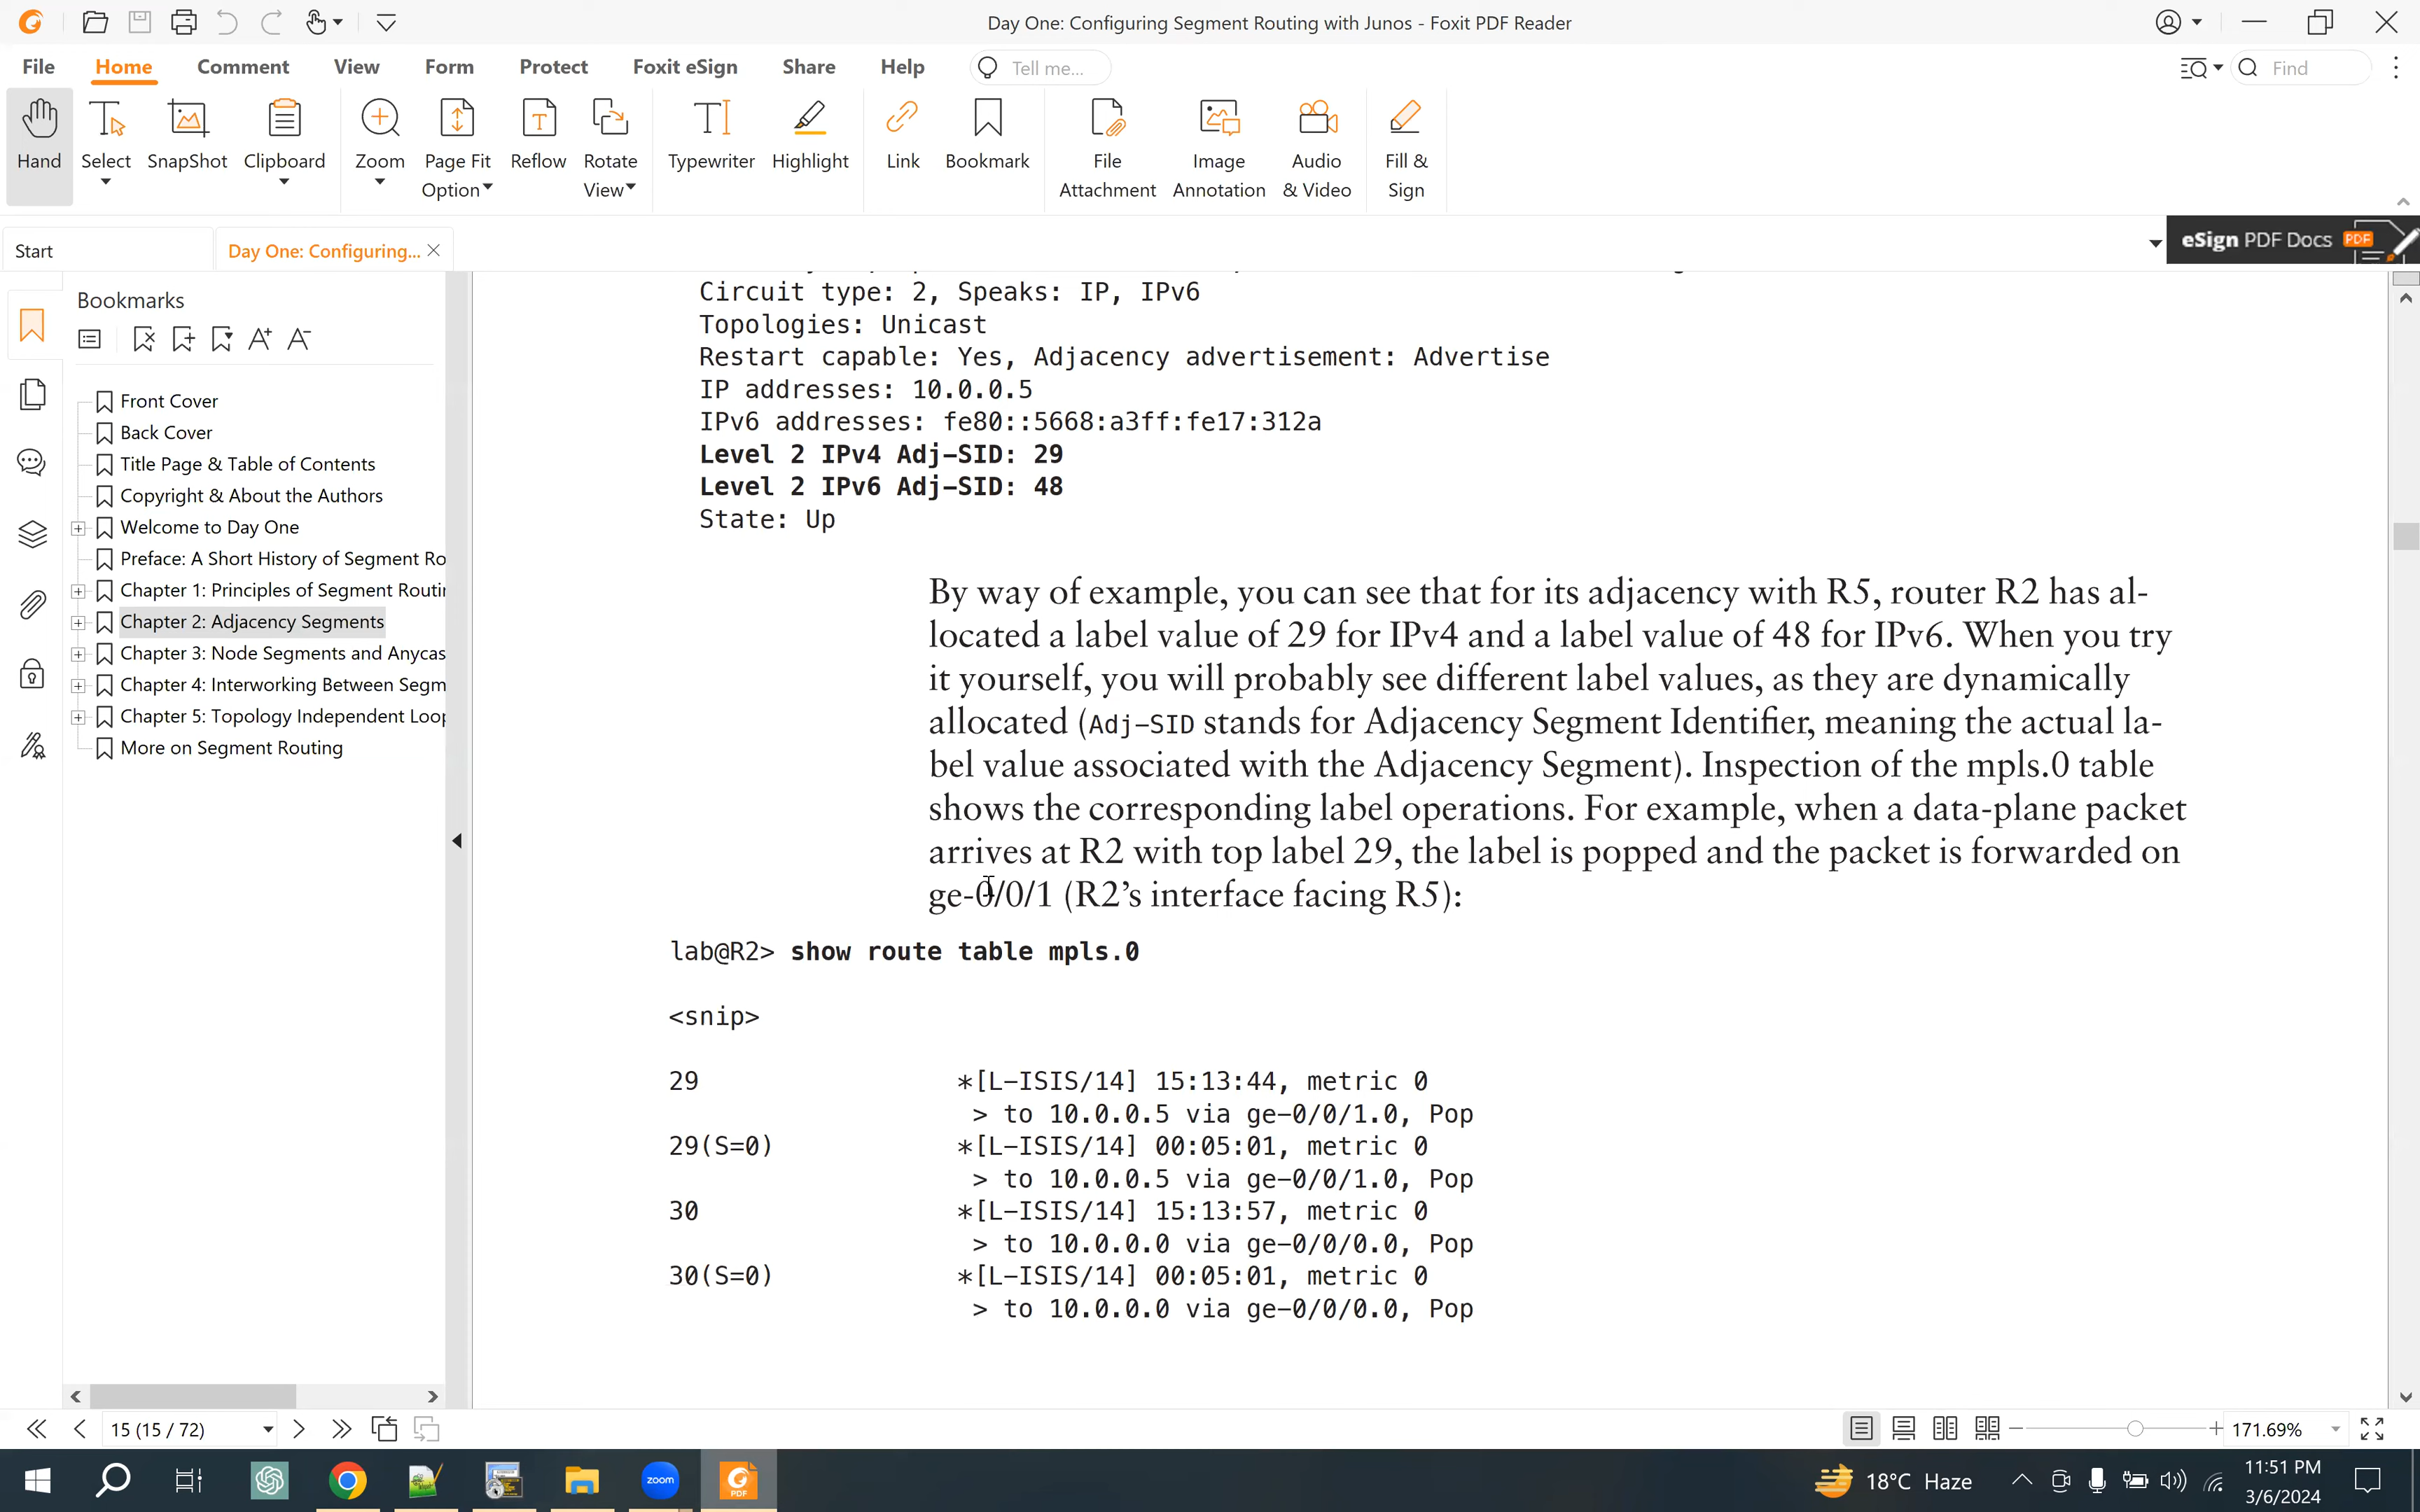 Day One: Configuring Segment Routing with Junos - Foxit PDF Reader
File Home Comment View Form Protect Foxit eSign Share Help Tell me... Find
Hand Select SnapShot Clipboard Zoom Page Fit Option Reflow Rotate View Typewriter Highlight Link Bookmark File Attachment Image Annotation Audio & Video Fill & Sign
Start Day One: Configuring... eSign PDF Docs PDF
Bookmarks
Front Cover
Back Cover
Title Page & Table of Contents
Copyright & About the Authors
Welcome to Day One
Preface: A Short History of Segment Ro
Chapter 1: Principles of Segment Routin
Chapter 2: Adjacency Segments
Chapter 3: Node Segments and Anycas
Chapter 4: Interworking Between Segm
Chapter 5: Topology Independent Loop
More on Segment Routing
Circuit type: 2, Speaks: IP, IPv6
Topologies: Unicast
Restart capable: Yes, Adjacency advertisement: Advertise
IP addresses: 10.0.0.5
IPv6 addresses: fe80::5668:a3ff:fe17:312a
Level 2 IPv4 Adj-SID: 29
Level 2 IPv6 Adj-SID: 48
State: Up
By way of example, you can see that for its adjacency with R5, router R2 has al-
located a label value of 29 for IPv4 and a label value of 48 for IPv6. When you try
it yourself, you will probably see different label values, as they are dynamically
allocated (Adj-SID stands for Adjacency Segment Identifier, meaning the actual la-
bel value associated with the Adjacency Segment). Inspection of the mpls.0 table
shows the corresponding label operations. For example, when a data-plane packet
arrives at R2 with top label 29, the label is popped and the packet is forwarded on
ge-0/0/1 (R2's interface facing R5):
lab@R2> show route table mpls.0
<snip>
29 *[L-ISIS/14] 15:13:44, metric 0
> to 10.0.0.5 via ge-0/0/1.0, Pop
29(S=0) *[L-ISIS/14] 00:05:01, metric 0
> to 10.0.0.5 via ge-0/0/1.0, Pop
30 *[L-ISIS/14] 15:13:57, metric 0
> to 10.0.0.0 via ge-0/0/0.0, Pop
30(S=0) *[L-ISIS/14] 00:05:01, metric 0
> to 10.0.0.0 via ge-0/0/0.0, Pop
15 (15 / 72) 171.69%
zoom PDF 18°C Haze 11:51 PM
3/6/2024